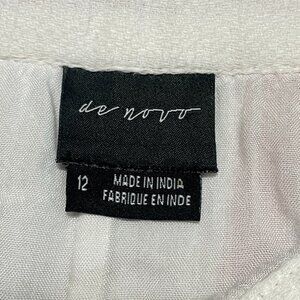 de novo
12
MADE IN INDIA
FABRIQUE EN INDE